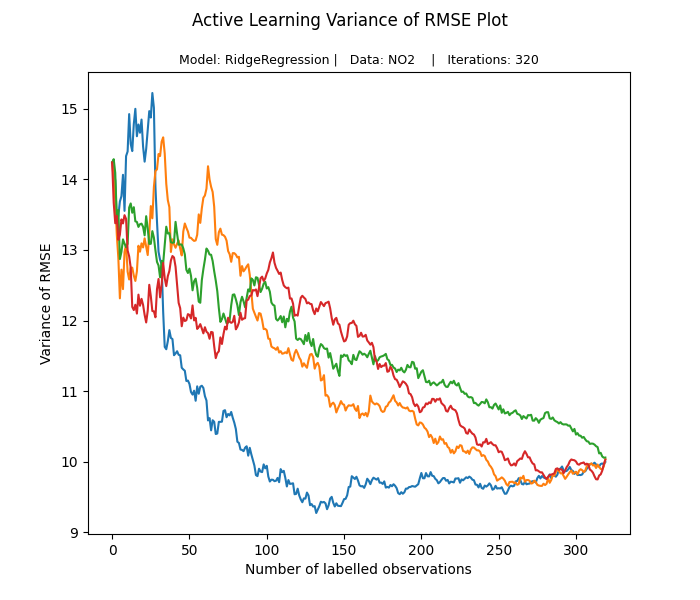 Active Learning Variance of RMSE Plot
Model: RidgeRegression |   Data: NO2    |   Iterations: 320
Variance of RMSE
15
14
13
12
11
10
9
0 50 100 150 200 250 300
Number of labelled observations